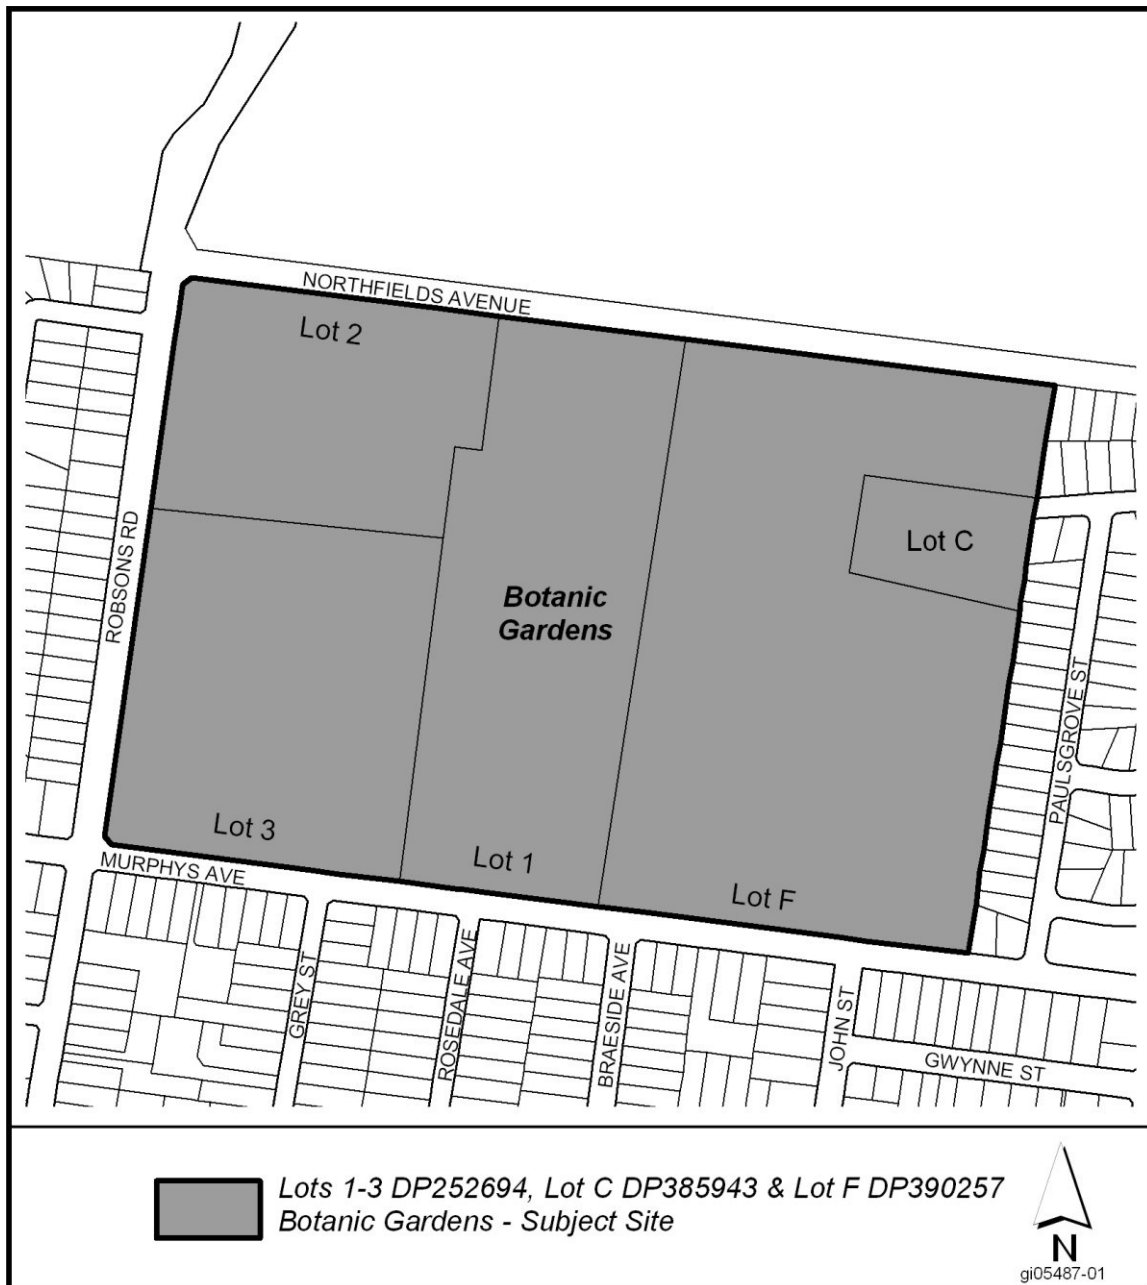 NORTHFIELDS AVENUE
Lot 2
ROBSONS RD
Lot C
Botanic
Gardens
PAULSGROVE ST
Lot 3
Lot 1
Lot F
MURPHYS AVE
GREY ST
ROSEDALE AVE
BRAESIDE AVE
JOHN ST
GWYNNE ST
Lots 1-3 DP252694, Lot C DP385943 & Lot F DP390257
Botanic Gardens - Subject Site
N
gi05487-01